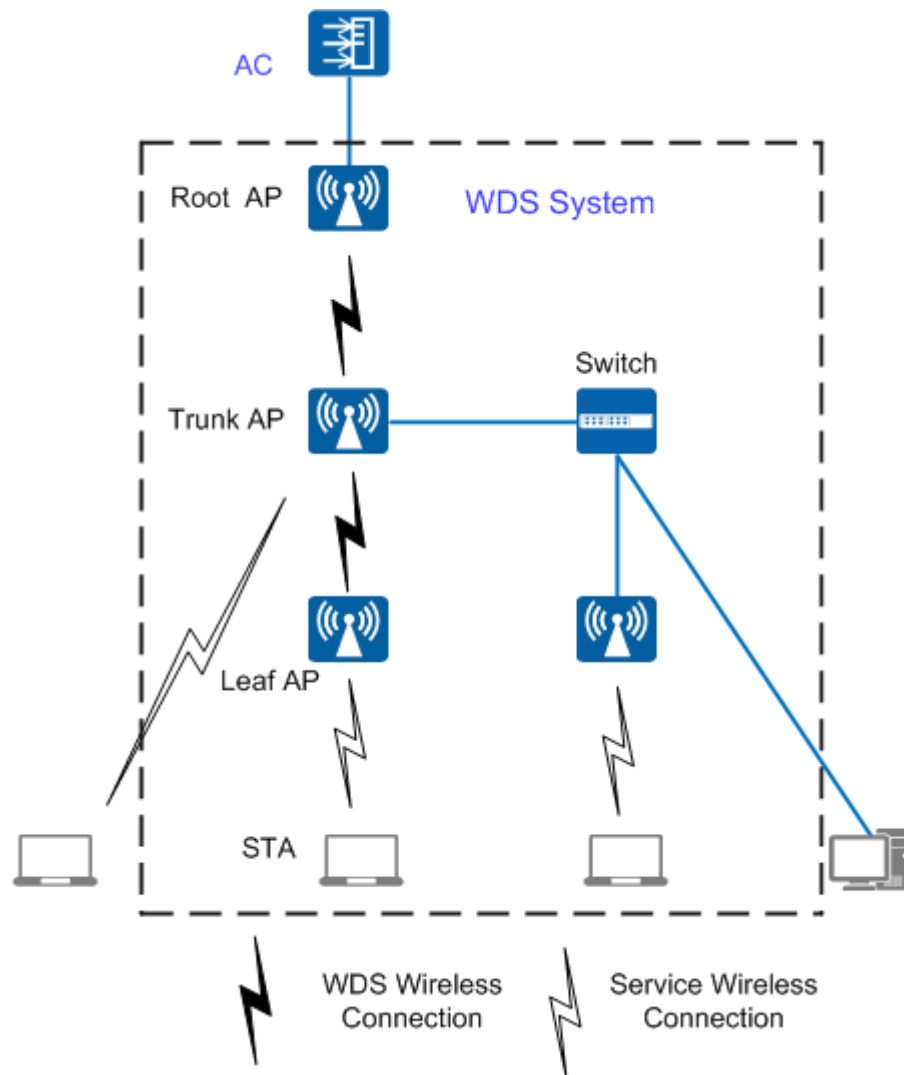 AC
Root AP
WDS System
Switch
Trunk AP
Leaf AP
STA
WDS Wireless
Connection
Service Wireless
Connection